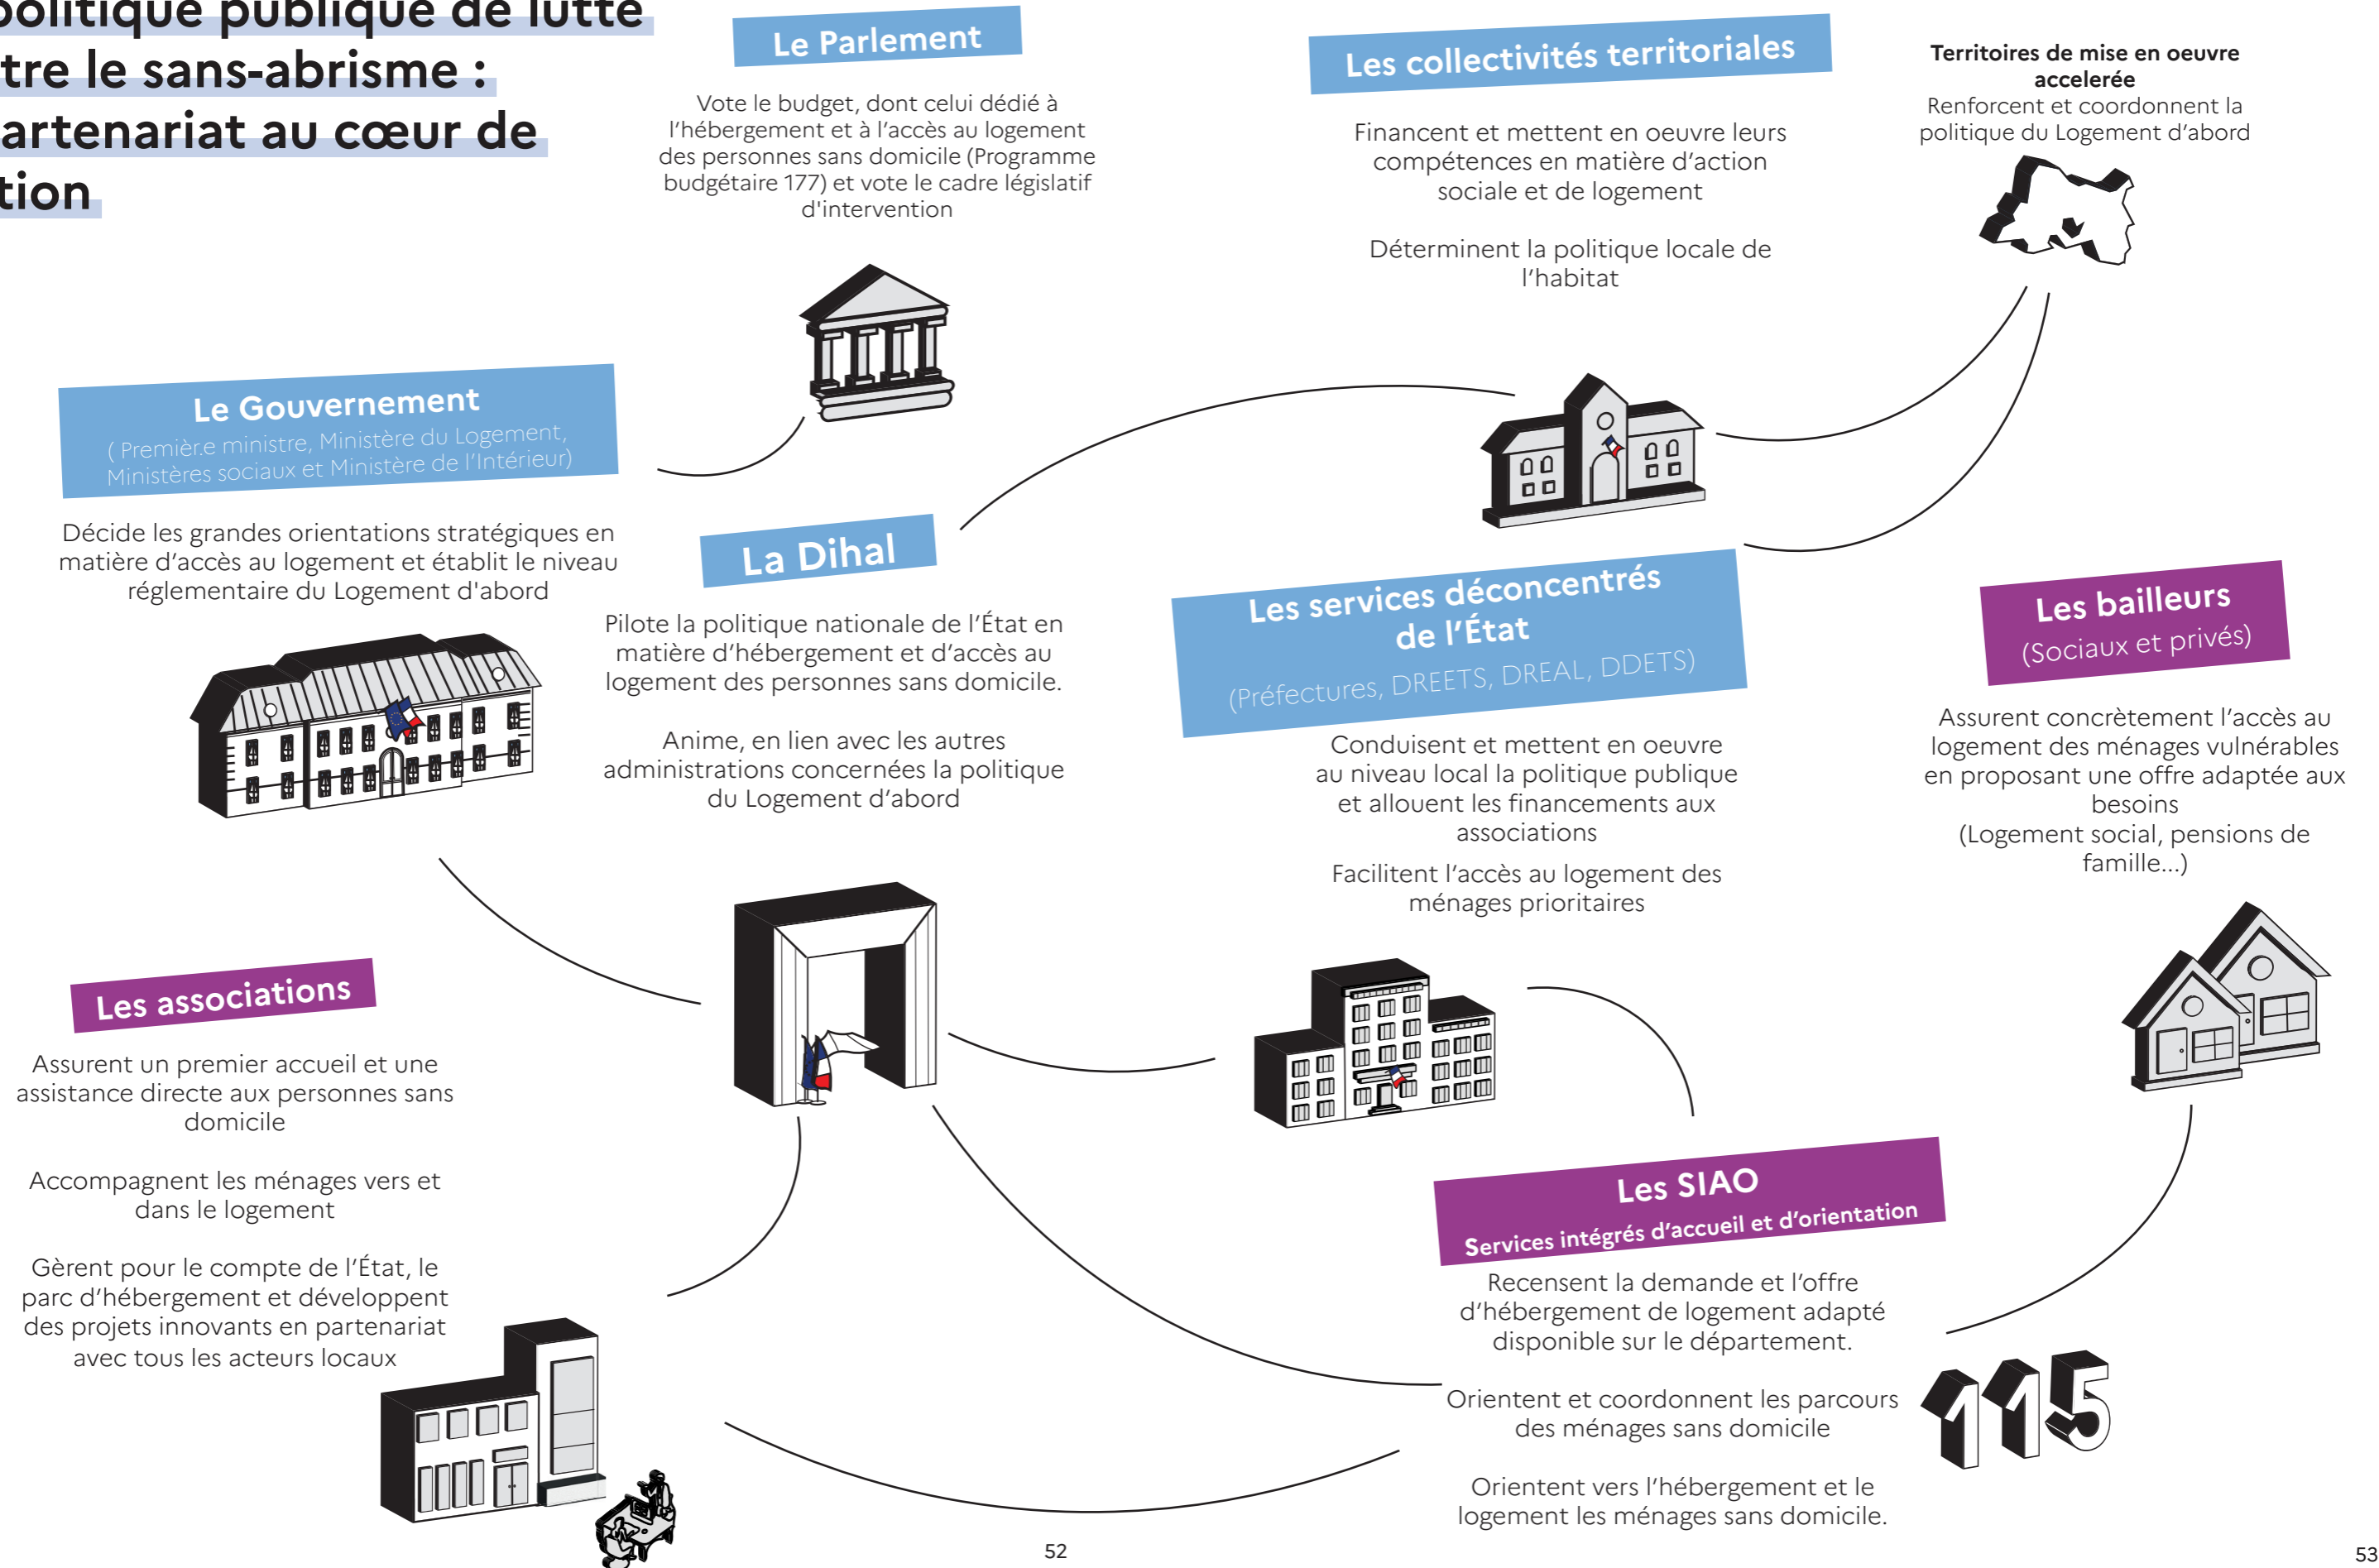 politique publique de lutte
tre le sans-abrisme :
artenariat au cœur de
tion
Le Parlement
Vote le budget, dont celui dédié à
l'hébergement et à l'accès au logement
des personnes sans domicile (Programme
budgétaire 177) et vote le cadre législatif
d'intervention
Les collectivités territoriales
Financent et mettent en oeuvre leurs
compétences en matière d'action
sociale et de logement
Déterminent la politique locale de
l'habitat
Territoires de mise en oeuvre
accelerée
Renforcent et coordonnent la
politique du Logement d'abord
Le Gouvernement
( Premièr.e ministre, Ministère du Logement,
Ministères sociaux et Ministère de l'Intérieur)
Décide les grandes orientations stratégiques en
matière d'accès au logement et établit le niveau
réglementaire du Logement d'abord
La Dihal
Pilote la politique nationale de l'État en
matière d'hébergement et d'accès au
logement des personnes sans domicile.
Anime, en lien avec les autres
administrations concernées la politique
du Logement d'abord
Les services déconcentrés
de l'État
(Préfectures, DREETS, DREAL, DDETS)
Conduisent et mettent en oeuvre
au niveau local la politique publique
et allouent les financements aux
associations
Facilitent l'accès au logement des
ménages prioritaires
Les bailleurs
(Sociaux et privés)
Assurent concrètement l'accès au
logement des ménages vulnérables
en proposant une offre adaptée aux
besoins
(Logement social, pensions de
famille...)
Les associations
Assurent un premier accueil et une
assistance directe aux personnes sans
domicile
Accompagnent les ménages vers et
dans le logement
Gèrent pour le compte de l'État, le
parc d'hébergement et développent
des projets innovants en partenariat
avec tous les acteurs locaux
Les SIAO
Services intégrés d'accueil et d'orientation
Recensent la demande et l'offre
d'hébergement de logement adapté
disponible sur le département.
Orientent et coordonnent les parcours
des ménages sans domicile
Orientent vers l'hébergement et le
logement les ménages sans domicile.
115
52
53